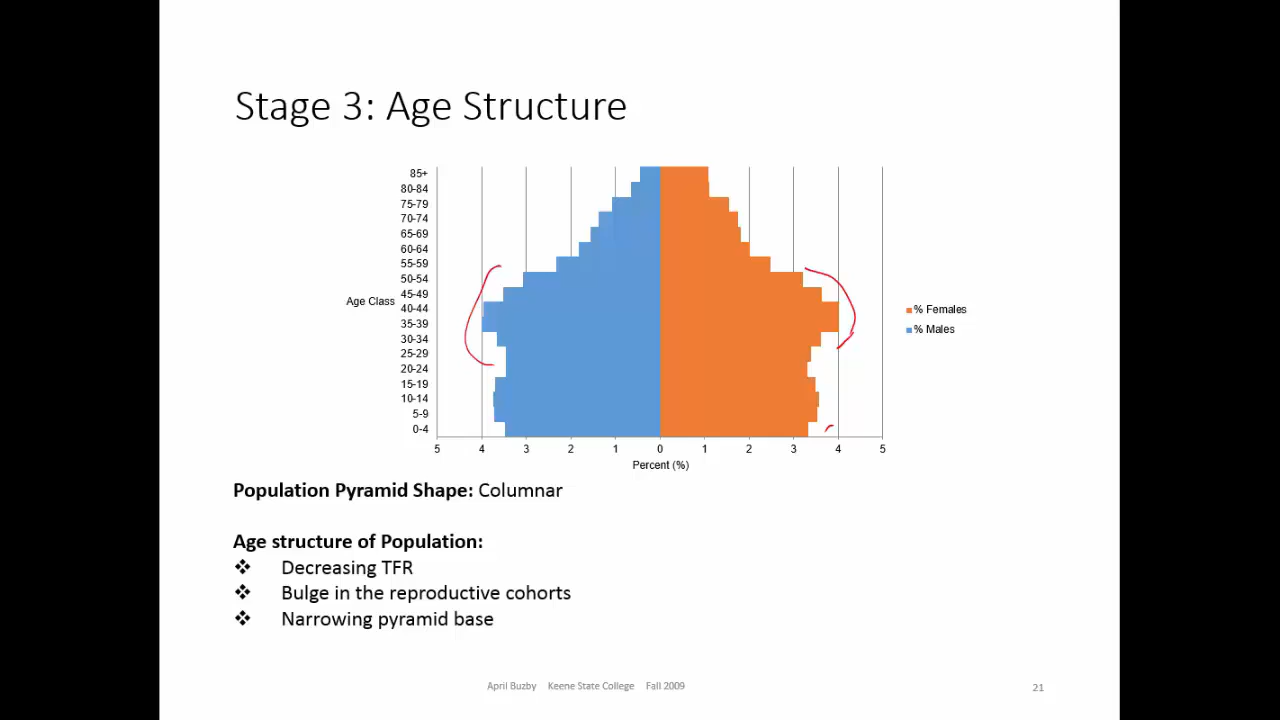 Stage 3: Age Structure
85+
80-84
75-79
70-74
65-69
60-64
55-59
50-54
45-49
Age Class
40-44
35-39
30-34
25-29
20-24
15-19
10-14
5-9
0-4
% Females
% Males
5 4 3 2 1 0 1 2 3 4 5
Percent (%)
Population Pyramid Shape: Columnar
Age structure of Population:
❖ Decreasing TFR
❖ Bulge in the reproductive cohorts
❖ Narrowing pyramid base
April Buzby Keene State College Fall 2009
21